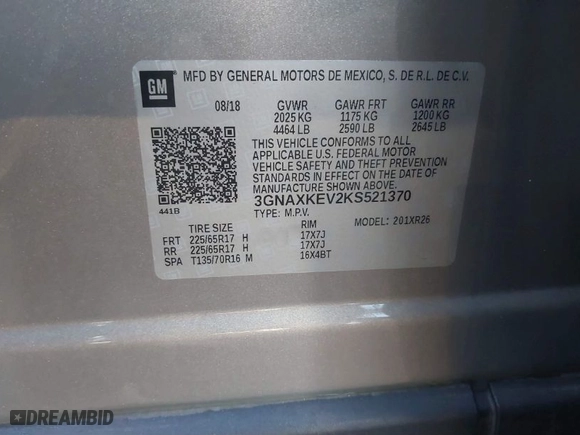 GM
MFD BY GENERAL MOTORS DE MEXICO, S. DE R.L. DE C.V.
08/18 GVWR GAWR FRT GAWR RR
2025 KG 1175 KG 1200 KG
4464 LB 2590 LB 2645 LB
THIS VEHICLE CONFORMS TO ALL
APPLICABLE U.S. FEDERAL MOTOR
VEHICLE SAFETY AND THEFT PREVENTION
STANDARDS IN EFFECT ON THE DATE OF
MANUFACTURE SHOWN ABOVE.
3GNAXKEV2KS521370
441B
TYPE: M.P.V. MODEL: 201XR26
TIRE SIZE RIM
FRT 225/65R17 H 17X7J
RR 225/65R17 H 17X7J
SPA T135/70R16 M 16X4BT
DREAMBID